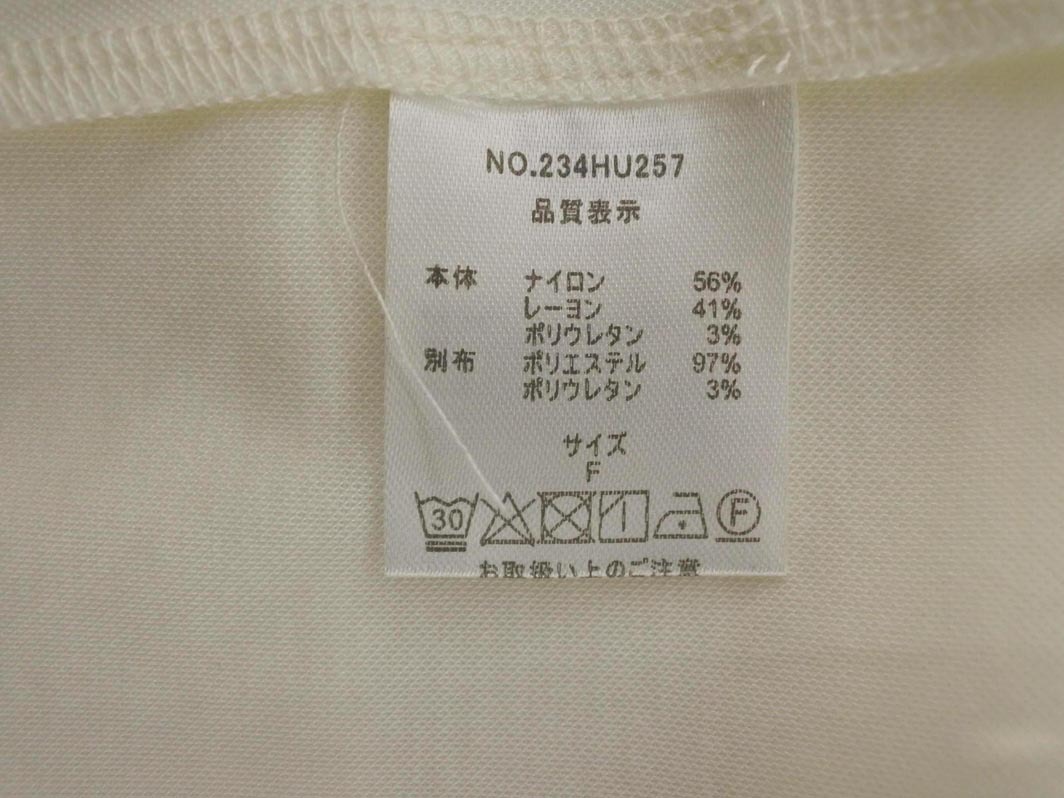 NO.234HU257
品質表示
本体 ナイロン 56%
レーヨン 41%
ポリウレタン 3%
別布 ポリエステル 97%
ポリウレタン 3%
サイズ
F
30 F
お取扱い上のご注意